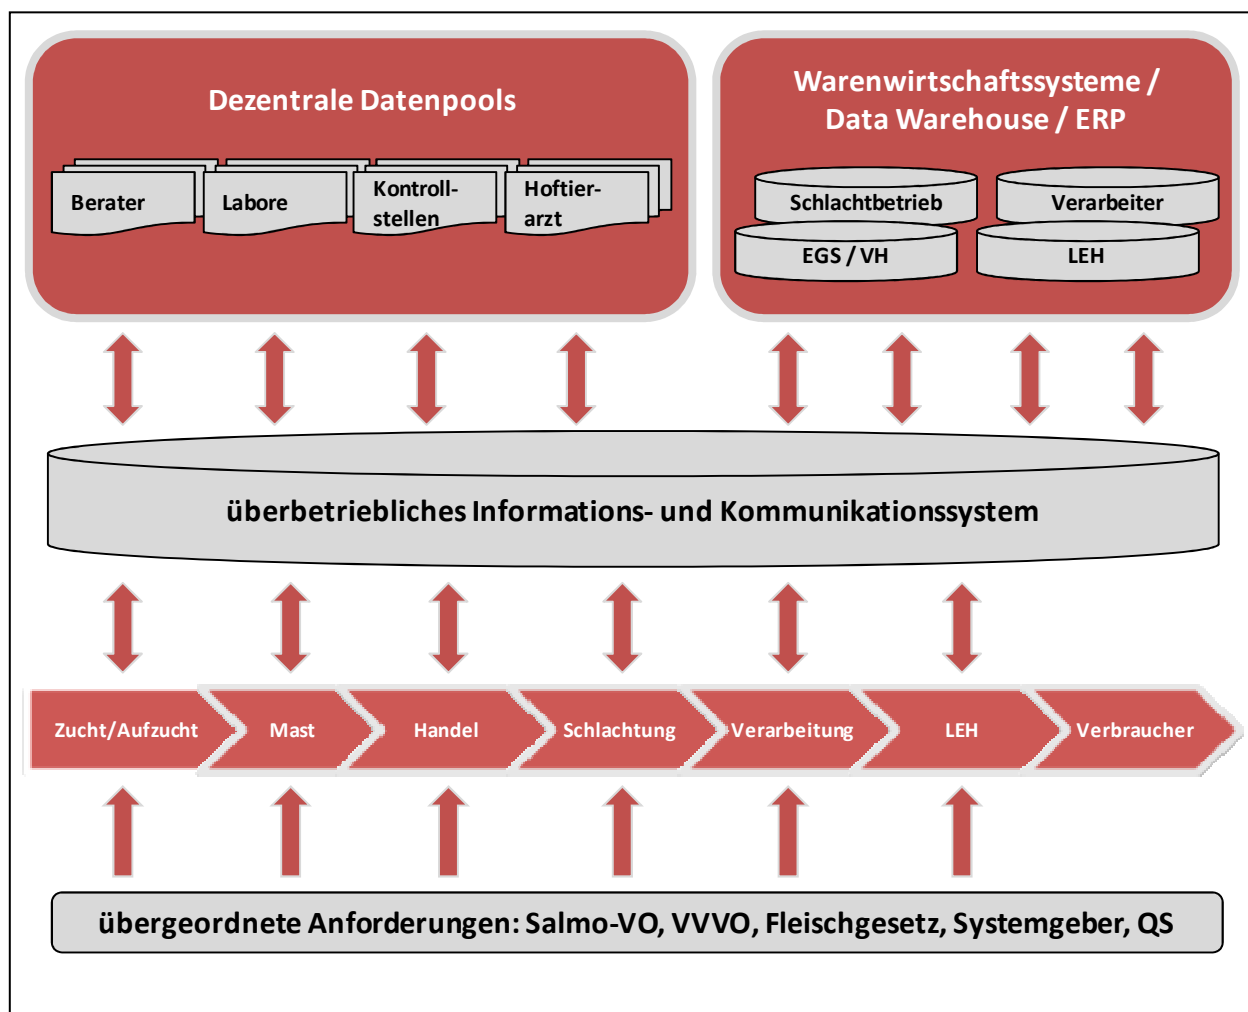 Dezentrale Datenpools
Berater
Labore
Kontroll-
stellen
Hoftier-
arzt
Warenwirtschaftssysteme /
Data Warehouse / ERP
Schlachtbetrieb
Verarbeiter
EGS / VH
LEH
überbetriebliches Informations- und Kommunikationssystem
Zucht/Aufzucht
Mast
Handel
Schlachtung
Verarbeitung
LEH
Verbraucher
übergeordnete Anforderungen: Salmo-VO, VVVO, Fleischgesetz, Systemgeber, QS